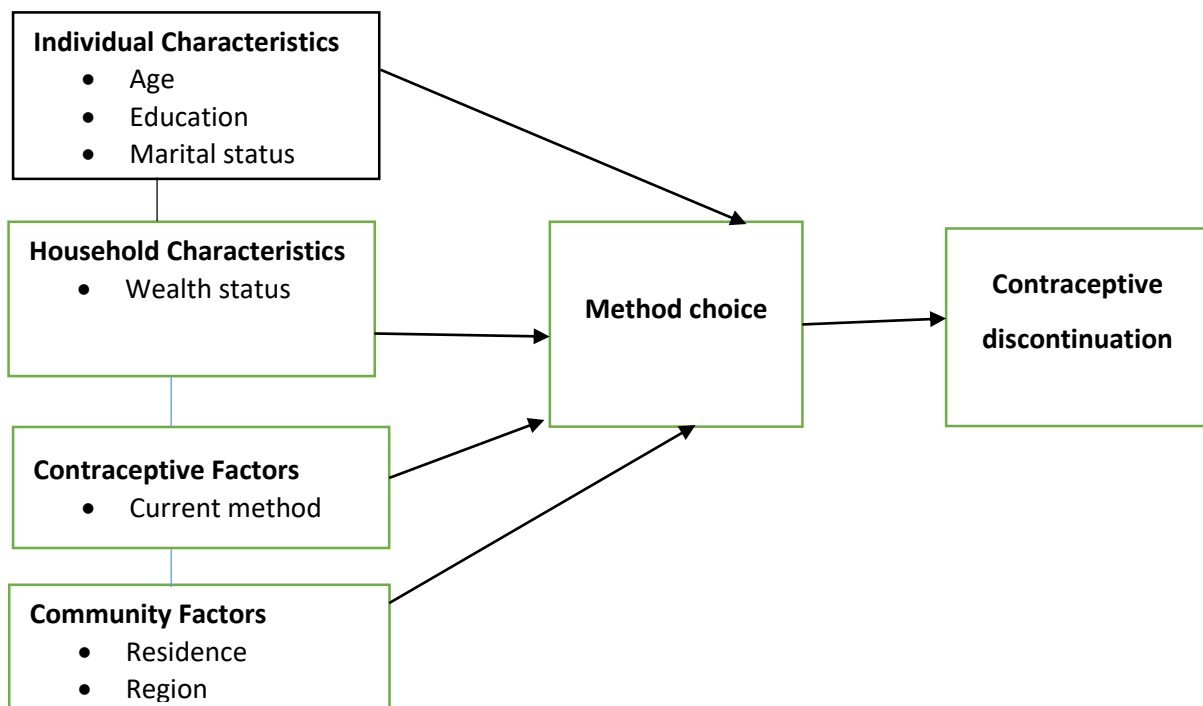 Individual Characteristics
• Age
• Education
• Marital status
Household Characteristics
• Wealth status
Contraceptive Factors
• Current method
Community Factors
• Residence
• Region
Method choice
Contraceptive
discontinuation